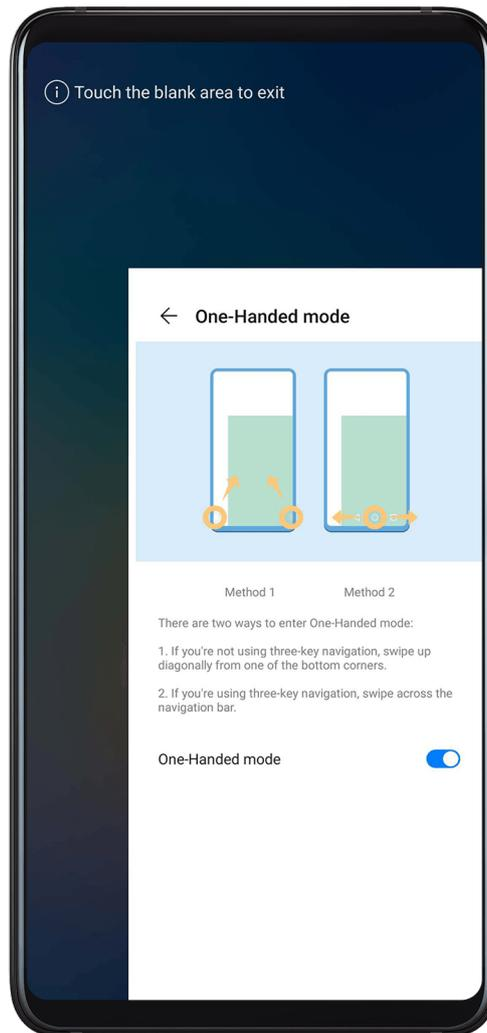 Touch the blank area to exit
One-Handed mode
Method 1
Method 2
There are two ways to enter One-Handed mode:
1. If you're not using three-key navigation, swipe up
diagonally from one of the bottom corners.
2. If you're using three-key navigation, swipe across the
navigation bar.
One-Handed mode